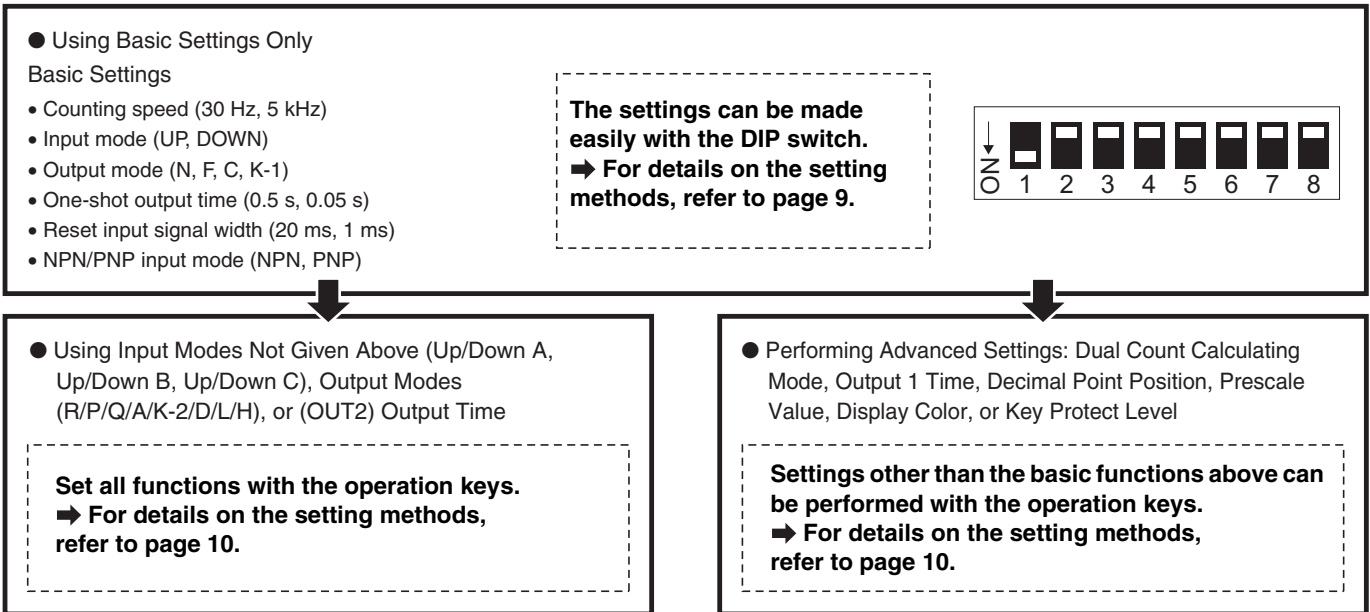 ● Using Basic Settings Only
Basic Settings
• Counting speed (30 Hz, 5 kHz)
• Input mode (UP, DOWN)
• Output mode (N, F, C, K-1)
• One-shot output time (0.5 s, 0.05 s)
• Reset input signal width (20 ms, 1 ms)
• NPN/PNP input mode (NPN, PNP)
The settings can be made
easily with the DIP switch.
➡ For details on the setting
methods, refer to page 9.
ON
1 2 3 4 5 6 7 8
● Using Input Modes Not Given Above (Up/Down A,
Up/Down B, Up/Down C), Output Modes
(R/P/Q/A/K-2/D/L/H), or (OUT2) Output Time
Set all functions with the operation keys.
➡ For details on the setting methods,
refer to page 10.
● Performing Advanced Settings: Dual Count Calculating
Mode, Output 1 Time, Decimal Point Position, Prescale
Value, Display Color, or Key Protect Level
Settings other than the basic functions above can
be performed with the operation keys.
➡ For details on the setting methods,
refer to page 10.